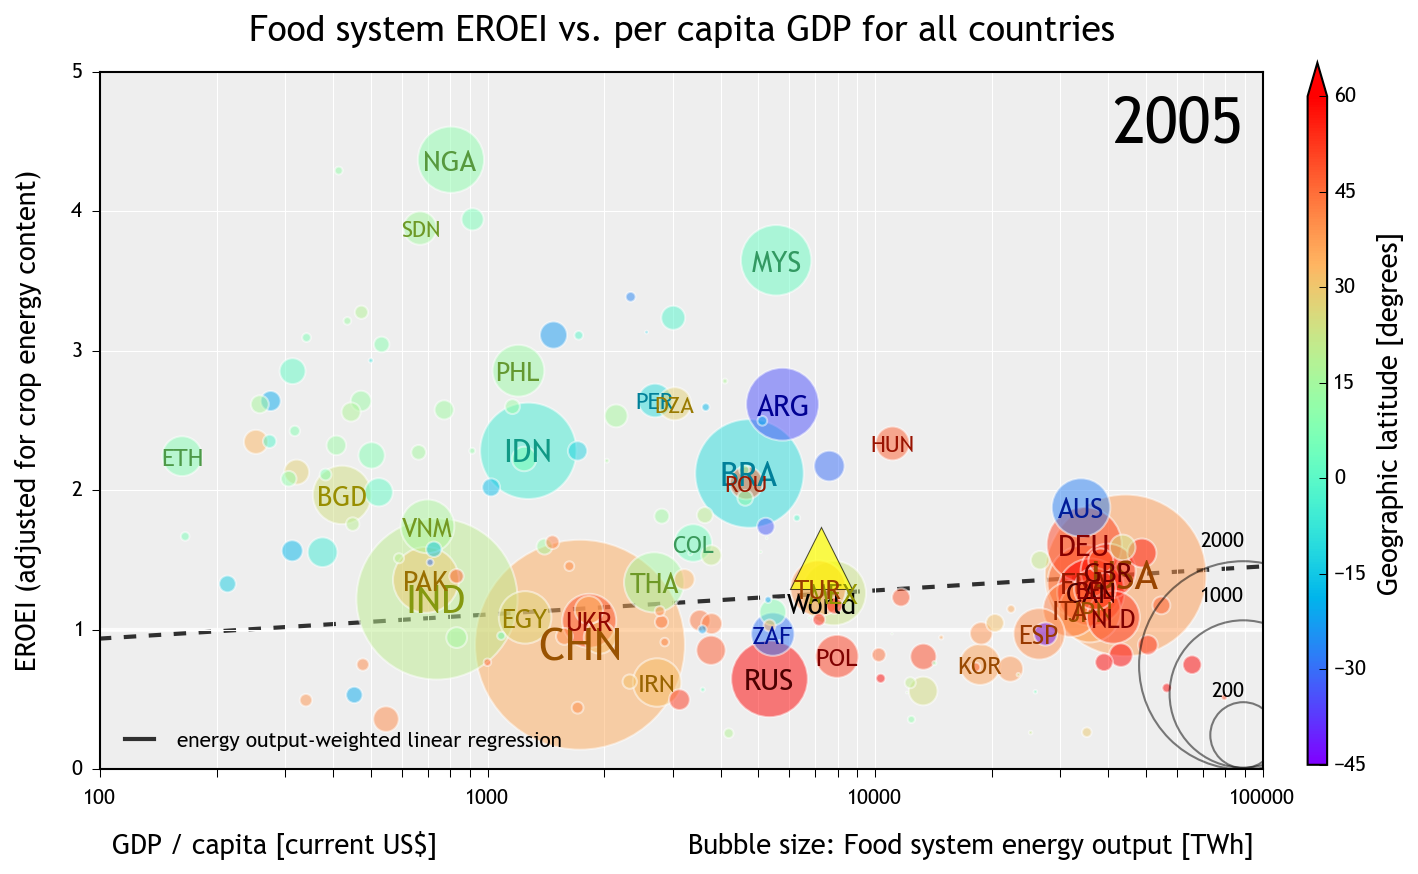 Food system EROEI vs. per capita GDP for all countries
2005
EROEI (adjusted for crop energy content)
5
4
3
2
1
0
NGA
SDN
MYS
PHL
PER
DZA
ARG
HUN
ETH
IDN
BRA
ROU
BGD
AUS
VNM
COL
DEU
GBR
PAK
IND
THA
TUR
World
EGY
UKR
CHN
ITA
NLD
ZAF
ESP
POL
KOR
RUS
IRN
2000
1000
200
energy output-weighted linear regression
100
1000
10000
100000
GDP / capita [current US$]
Bubble size: Food system energy output [TWh]
60
45
30
15
0
−15
−30
−45
Geographic latitude [degrees]